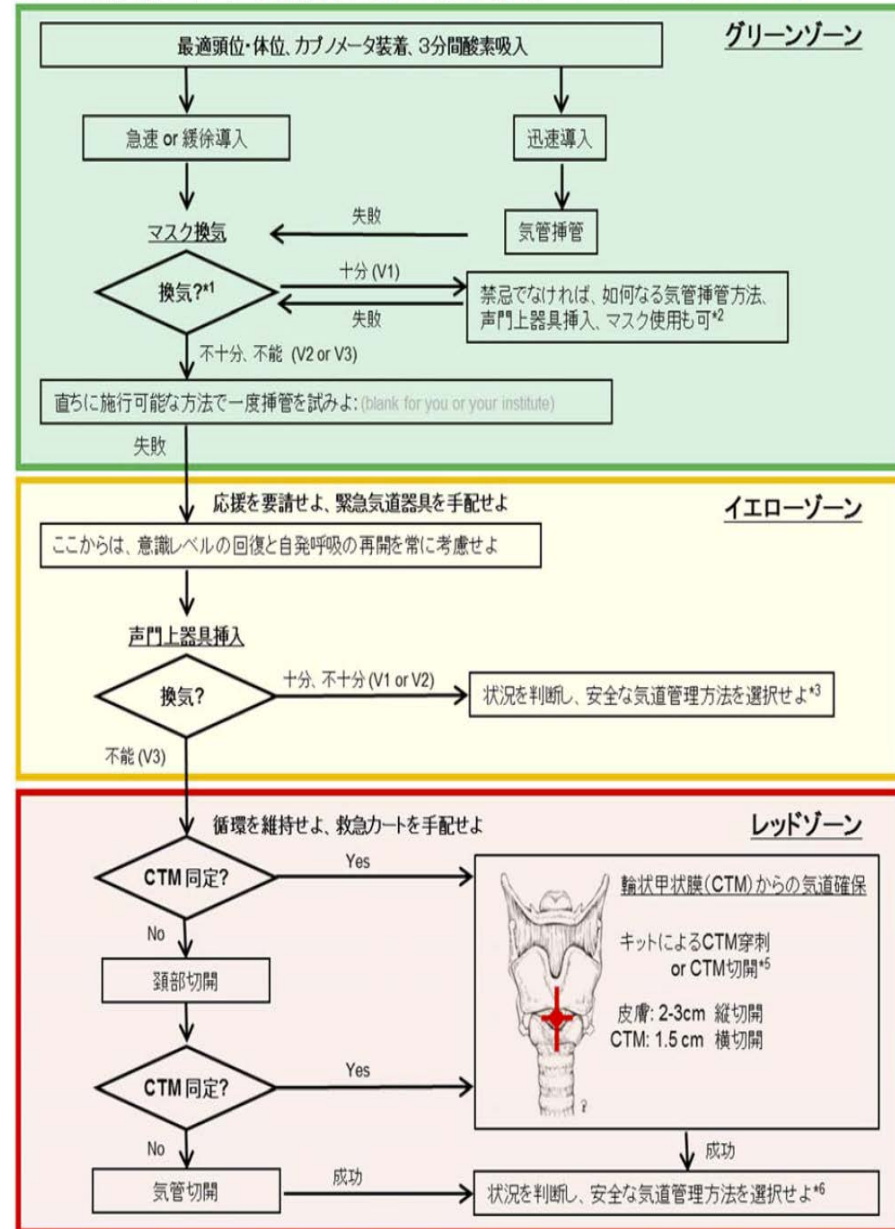 グリーンゾーン
最適頭位・体位、カプノメータ装着、3分間酸素吸入
急速 or 緩徐導入
迅速導入
マスク換気
失敗
気管挿管
換気?*1
十分 (V1)
失敗
禁忌でなければ、如何なる気管挿管方法、
声門上器具挿入、マスク使用も可*2
不十分、不能 (V2 or V3)
直ちに施行可能な方法で一度挿管を試みよ: (blank for you or your institute)
失敗
イエローゾーン
応援を要請せよ、緊急気道器具を手配せよ
ここからは、意識レベルの回復と自発呼吸の再開を常に考慮せよ
声門上器具挿入
換気?
十分、不十分 (V1 or V2)
状況を判断し、安全な気道管理方法を選択せよ*3
不能 (V3)
レッドゾーン
循環を維持せよ、救急カートを手配せよ
CTM 同定?
Yes
輪状甲状膜(CTM)からの気道確保
キットによるCTM穿刺
or CTM切開*5
皮膚: 2-3cm 縦切開
CTM: 1.5 cm 横切開
No
頚部切開
CTM 同定?
Yes
No
成功
気管切開
成功
状況を判断し、安全な気道管理方法を選択せよ*6